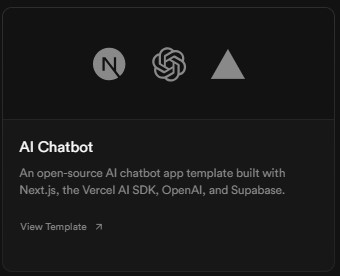 N
AI Chatbot
An open-source AI chatbot app template built with
Next.js, the Vercel AI SDK, OpenAI, and Supabase.
View Template